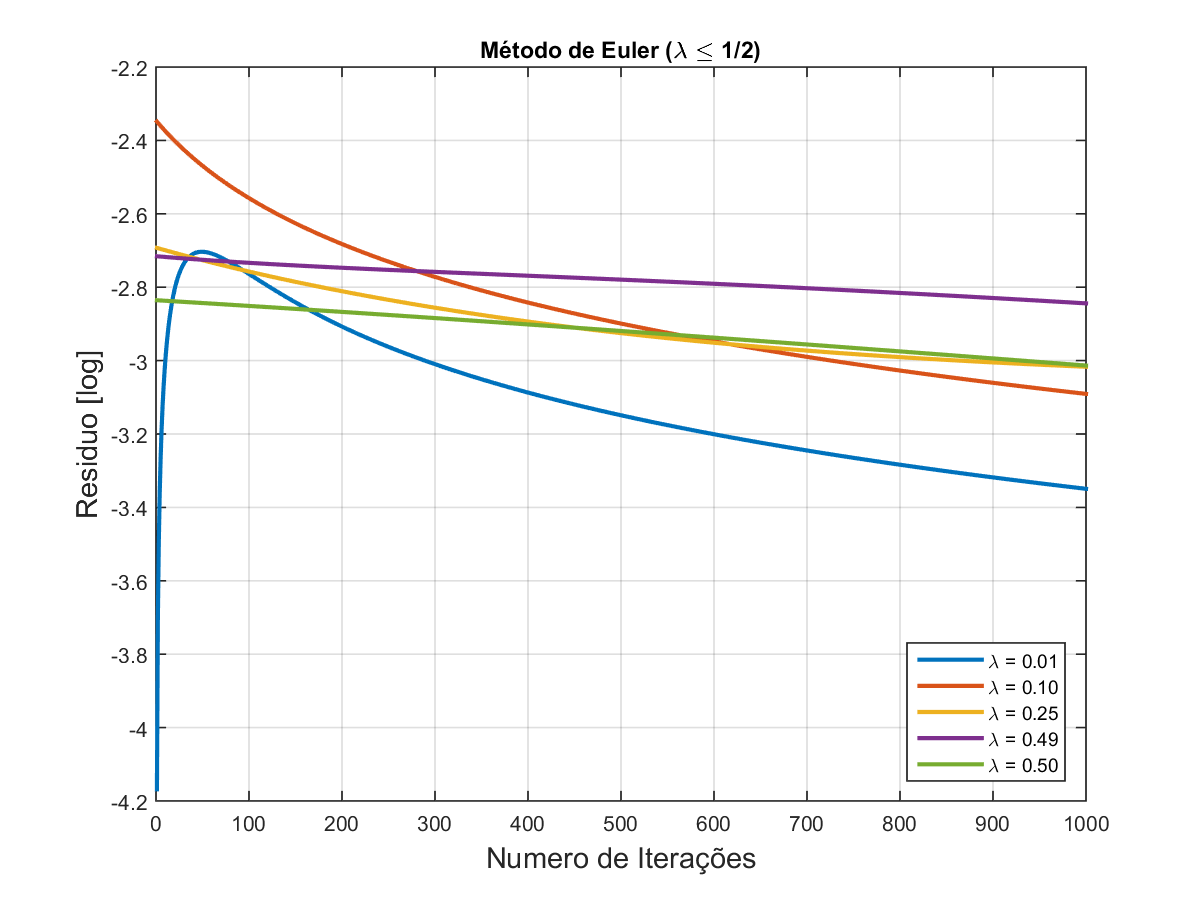 Método de Euler (λ ≤ 1/2)
Residuo [log]
-2.2
-2.4
-2.6
-2.8
-3
-3.2
-3.4
-3.6
-3.8
-4
-4.2
0 100 200 300 400 500 600 700 800 900 1000
Numero de Iterações
λ = 0.01
λ = 0.10
λ = 0.25
λ = 0.49
λ = 0.50